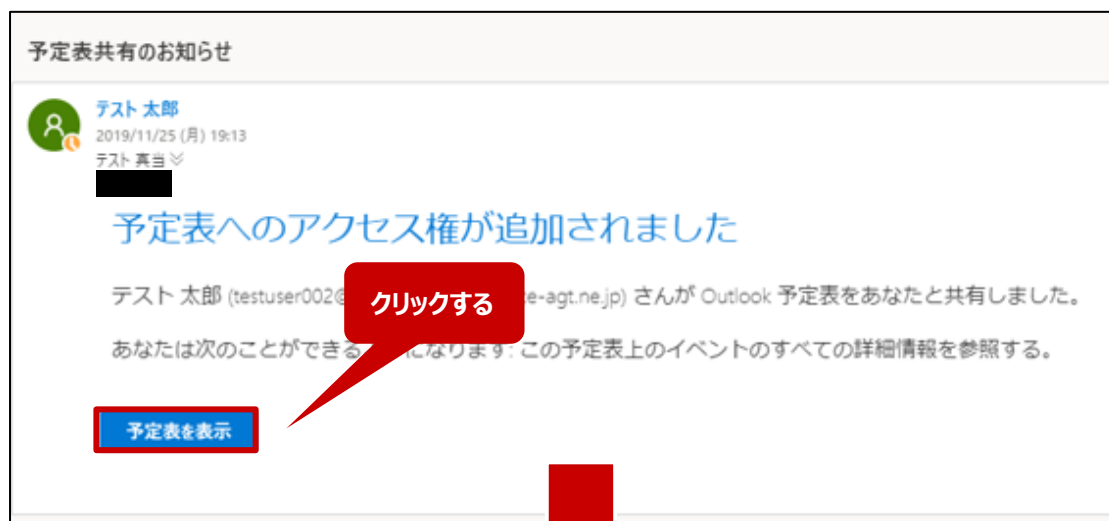 予定表共有のお知らせ
テスト 太郎
2019/11/25 (月) 19:13
テスト 真当
予定表へのアクセス権が追加されました
テスト 太郎 (testuser002@ e-agt.ne.jp) さんが Outlook 予定表をあなたと共有しました。
クリックする
あなたは次のことができる になります: この予定表上のイベントのすべての詳細情報を参照する。
予定表を表示